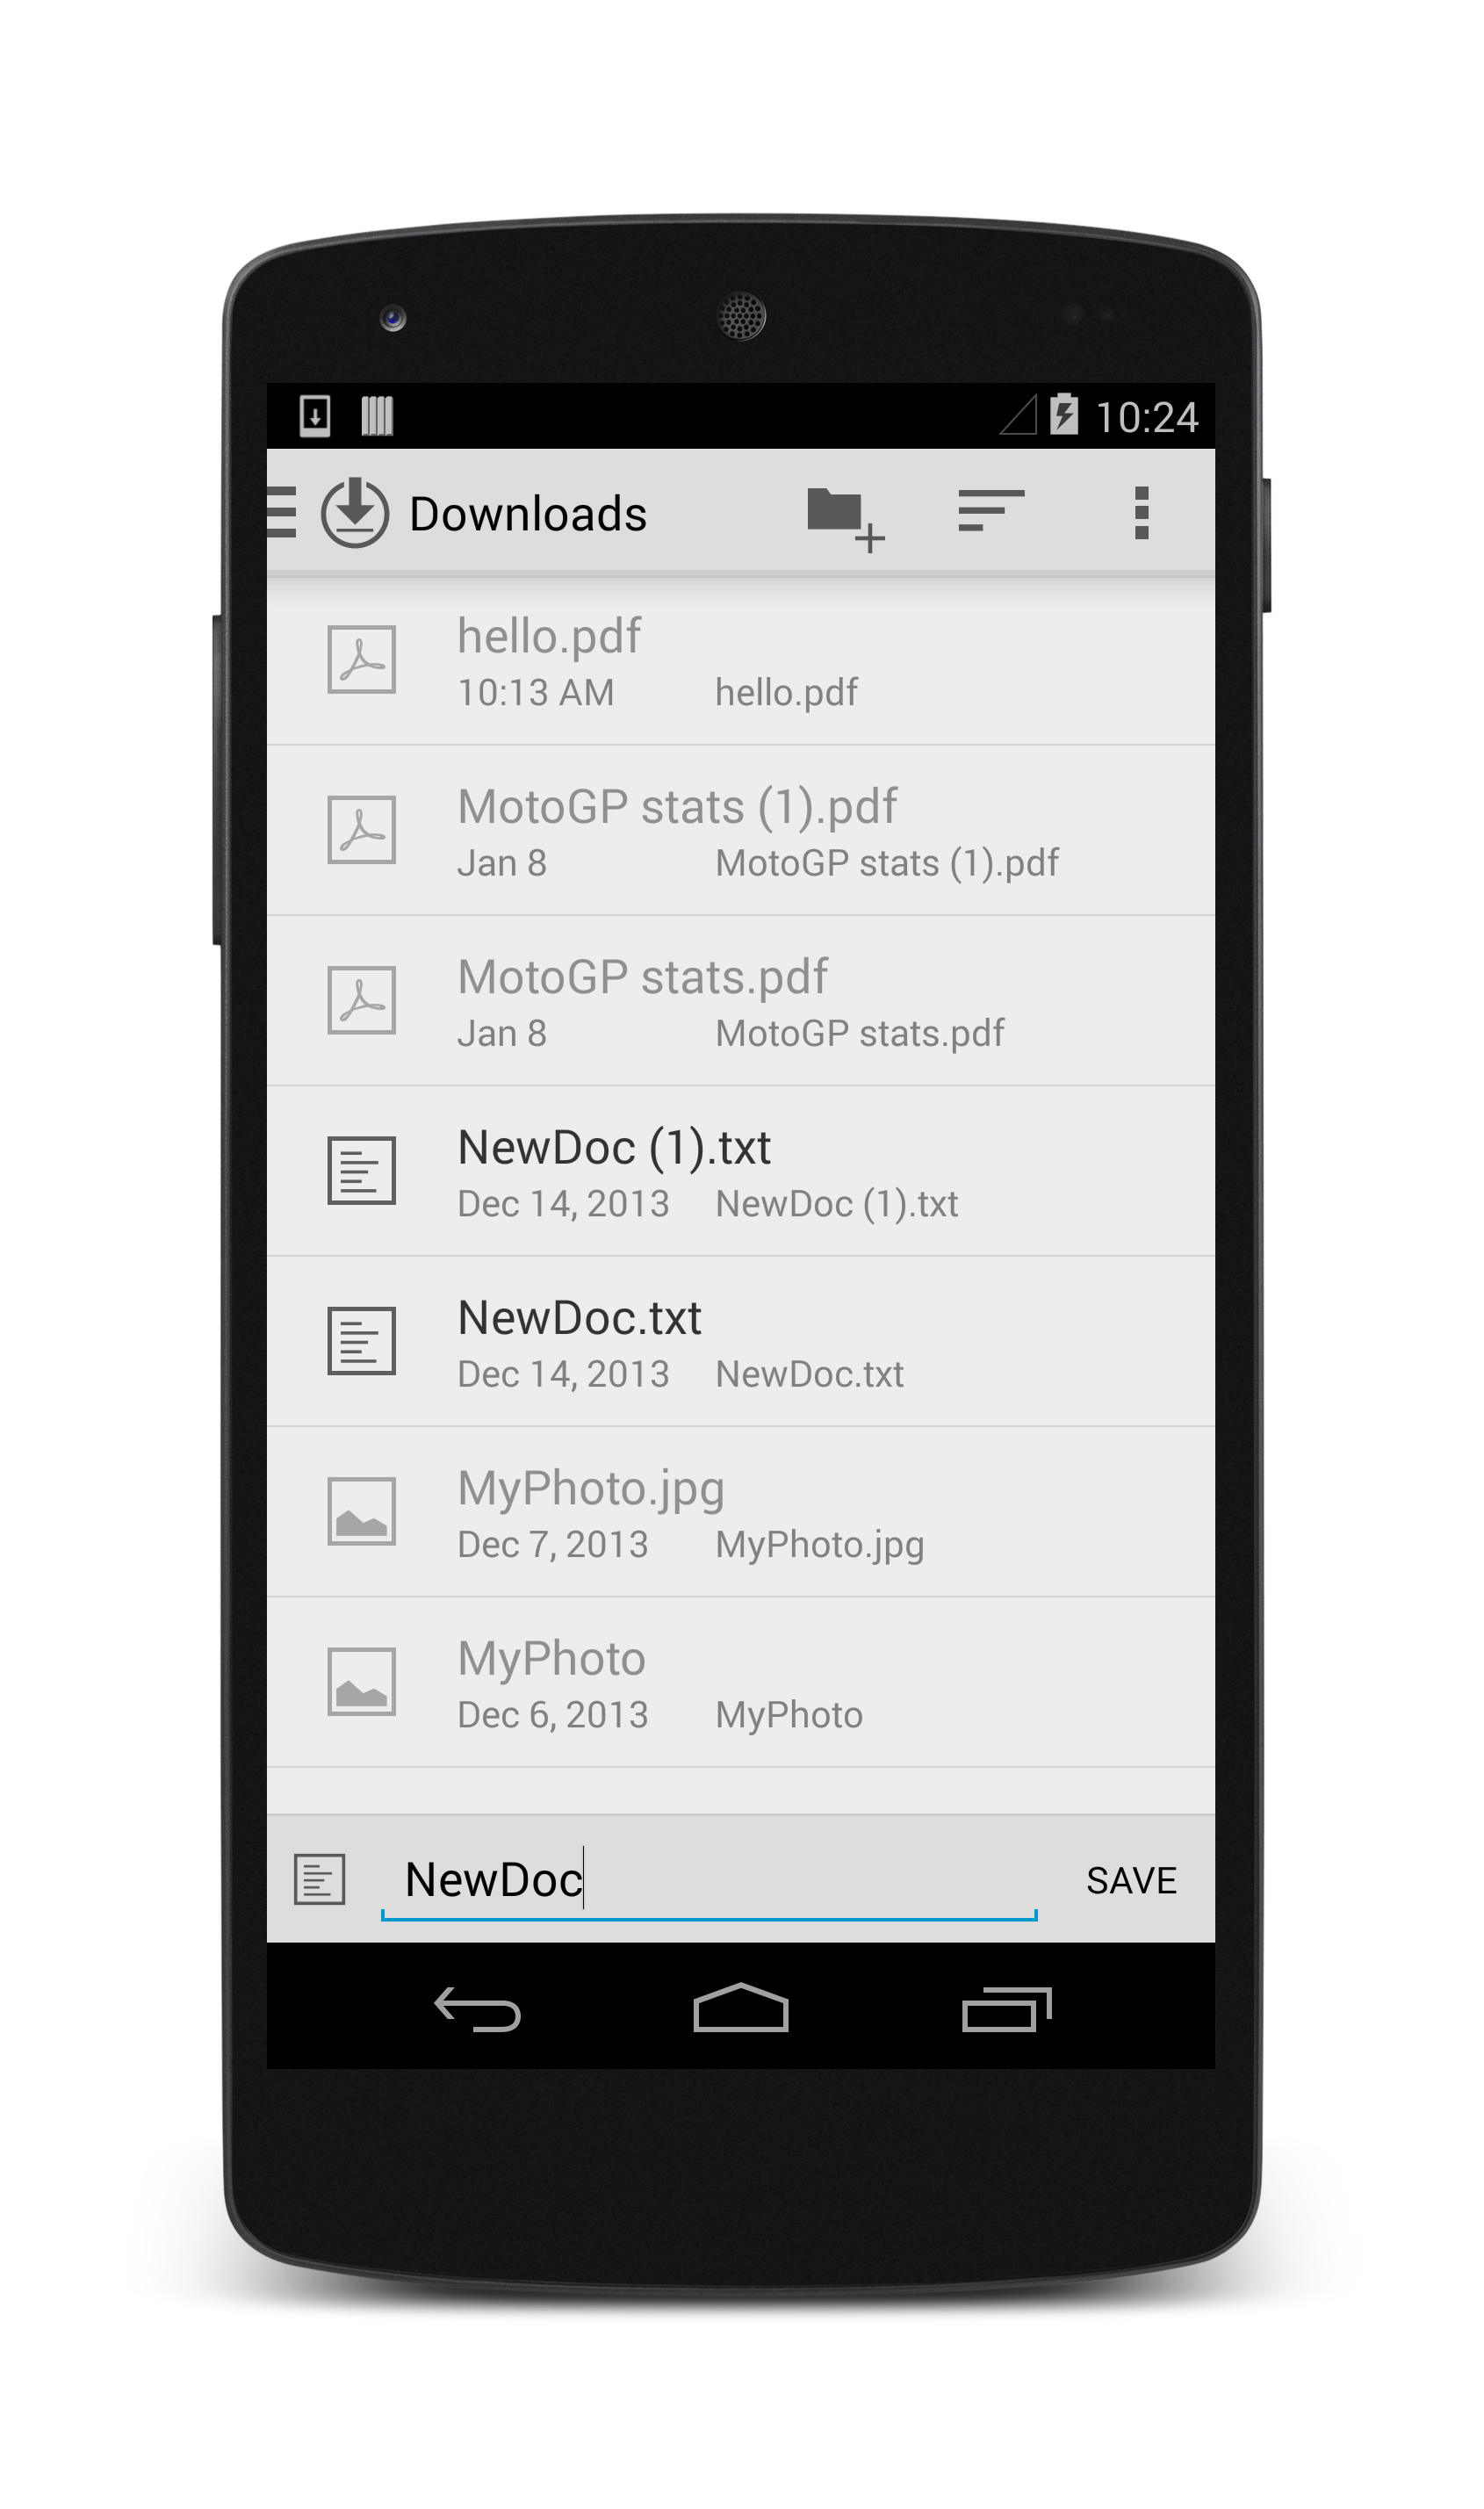 10:24
Downloads
hello.pdf
10:13 AM hello.pdf
MotoGP stats (1).pdf
Jan 8 MotoGP stats (1).pdf
MotoGP stats.pdf
Jan 8 MotoGP stats.pdf
NewDoc (1).txt
Dec 14, 2013 NewDoc (1).txt
NewDoc.txt
Dec 14, 2013 NewDoc.txt
MyPhoto.jpg
Dec 7, 2013 MyPhoto.jpg
MyPhoto
Dec 6, 2013 MyPhoto
NewDoc SAVE